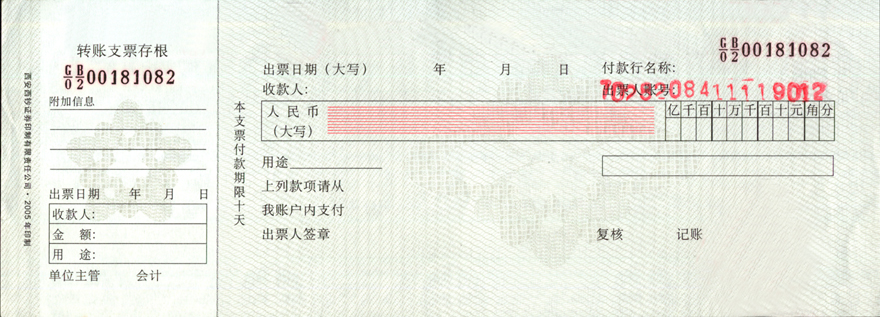 西安西钞证券印制有限责任公司·2005年印制
转账支票存根
GB
02 00181082
附加信息
出票日期 年 月 日
收款人:
金 额:
用 途:
单位主管 会计
本支票付款期限十天
GB
02 00181082
出票日期（大写） 年 月 日 付款行名称:
收款人: 出票人账号:
人民币
（大写）
亿千百十万千百十元角分
用途
上列款项请从
我账户内支付
出票人签章 复核 记账